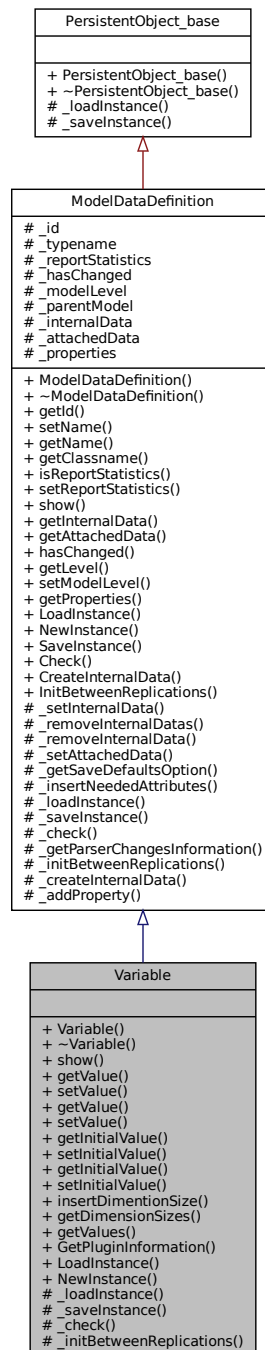 PersistentObject_base
+ PersistentObject_base()
+ ~PersistentObject_base()
# _loadInstance()
# _saveInstance()
ModelDataDefinition
# _id
# _typename
# _reportStatistics
# _hasChanged
# _modelLevel
# _parentModel
# _internalData
# _attachedData
# _properties
+ ModelDataDefinition()
+ ~ModelDataDefinition()
+ getId()
+ setName()
+ getName()
+ getClassname()
+ isReportStatistics()
+ setReportStatistics()
+ show()
+ getInternalData()
+ getAttachedData()
+ hasChanged()
+ getLevel()
+ setModelLevel()
+ getProperties()
+ LoadInstance()
+ NewInstance()
+ SaveInstance()
+ Check()
+ CreateInternalData()
+ InitBetweenReplications()
# _setInternalData()
# _removeInternalDatas()
# _removeInternalData()
# _setAttachedData()
# _getSaveDefaultsOption()
# _insertNeededAttributes()
# _loadInstance()
# _saveInstance()
# _check()
# _getParserChangesInformation()
# _initBetweenReplications()
# _createInternalData()
# _addProperty()
Variable
+ Variable()
+ ~Variable()
+ show()
+ getValue()
+ setValue()
+ getValue()
+ setValue()
+ getInitialValue()
+ setInitialValue()
+ getInitialValue()
+ setInitialValue()
+ insertDimentionSize()
+ getDimensionSizes()
+ getValues()
+ GetPluginInformation()
+ LoadInstance()
+ NewInstance()
# _loadInstance()
# _saveInstance()
# _check()
# _initBetweenReplications()